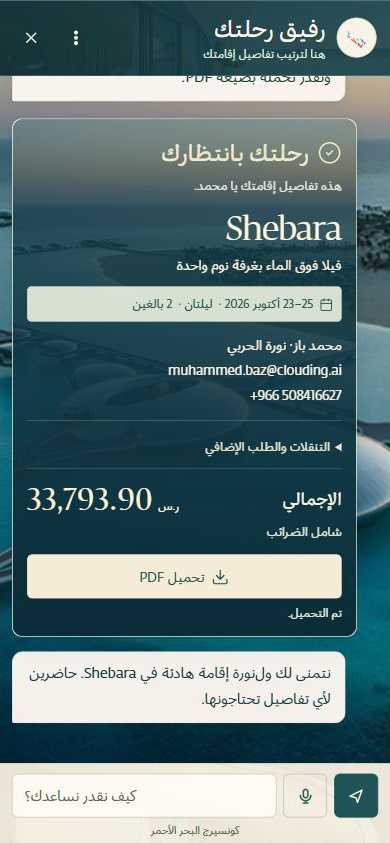 رفيق رحلتك
هنا لترتيب تفاصيل إقامتك
ونقدر نحمله بصيغة PDF.
رحلتك بانتظارك
هذه تفاصيل إقامتك يا محمد.
Shebara
فيلا فوق الماء بغرفة نوم واحدة
23–25 أكتوبر 2026 · ليلتان · 2 بالغين
محمد باز · نورة الحربي
muhammed.baz@clouding.ai
+966 508416627
التنقلات والطلب الإضافي
الإجمالي
33,793.90 ر.س
شامل الضرائب
تحميل PDF
تم التحميل.
نتمنى لك ولنورة إقامة هادئة في Shebara. حاضرين
لأي تفاصيل تحتاجونها.
كيف نقدر نساعدك؟
كونسيرج البحر الأحمر